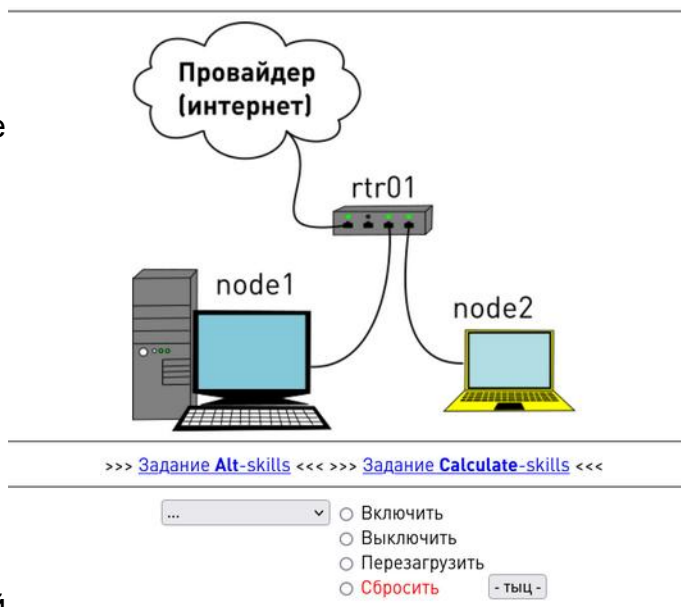 Провайдер
(интернет)
е
rtr01
node1
node2
>>> Задание Alt-skills <<< >>> Задание Calculate-skills <<<
...
Включить
Выключить
Перезагрузить
Сбросить
- тыц -
й